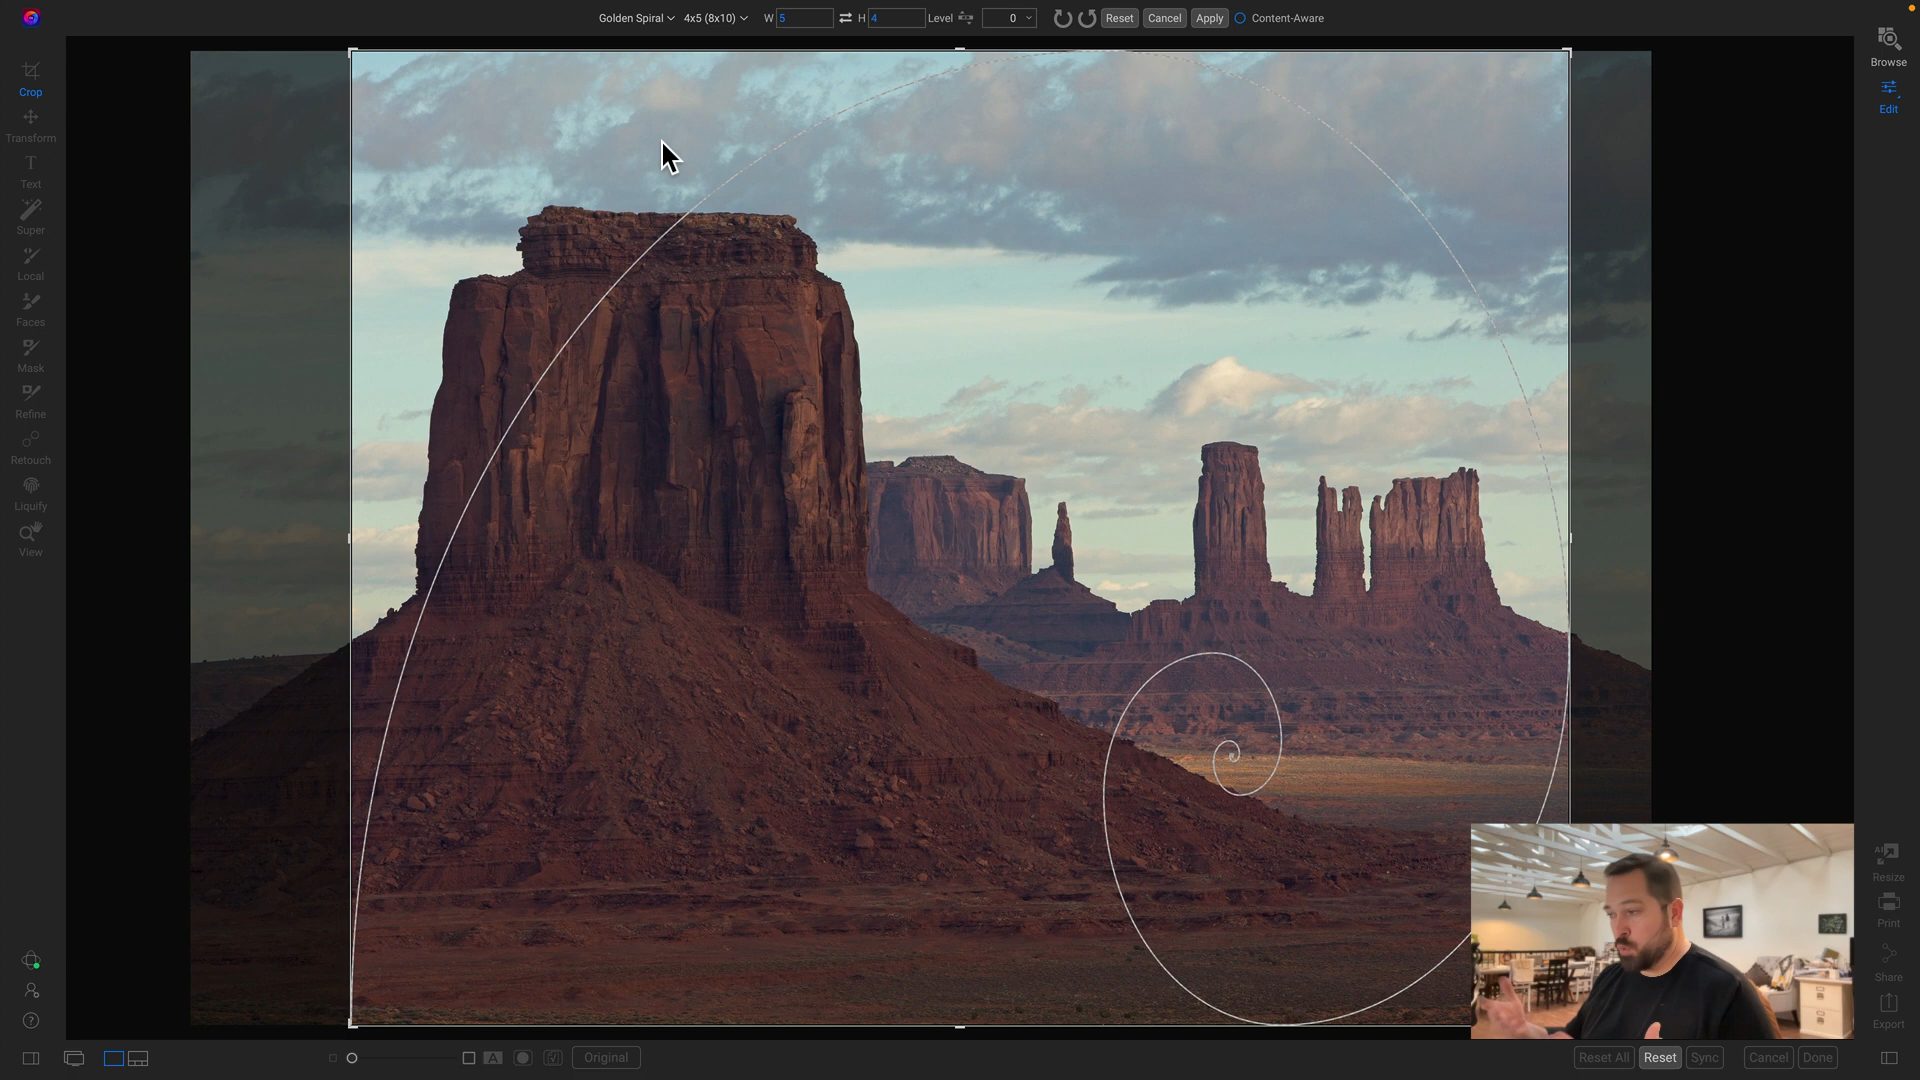 Golden Spiral 4x5 (8x10) W 5 H 4 Level 0 Reset Cancel Apply Content-Aware
Browse
Edit
Crop
Transform
Text
Super
Local
Faces
Mask
Refine
Retouch
Liquify
View
Resize
Print
Share
Export
Original
Reset All Reset Sync Cancel Done